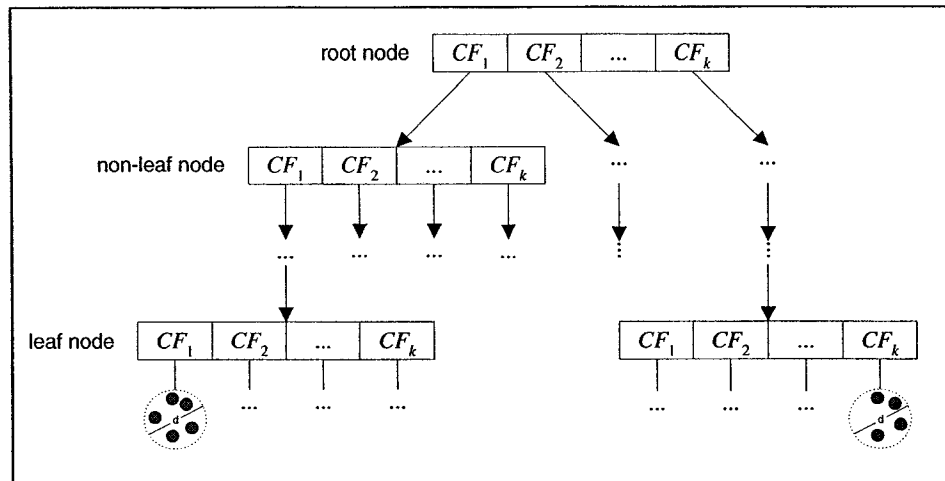 root node CF1 CF2 ... CFk
non-leaf node CF1 CF2 ... CFk ... ...
... ... ... ... ... ...
leaf node CF1 CF2 ... CFk CF1 CF2 ... CFk
d ... ... ... ... ... ... d